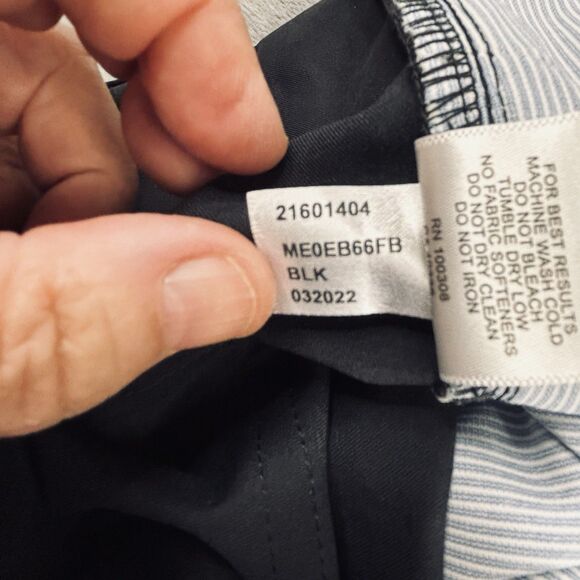 21601404
ME0EB66FB
BLK
032022
FOR BEST RESULTS
MACHINE WASH COLD
DO NOT BLEACH
TUMBLE DRY LOW
NO FABRIC SOFTENERS
DO NOT DRY CLEAN
DO NOT IRON
RN 100308